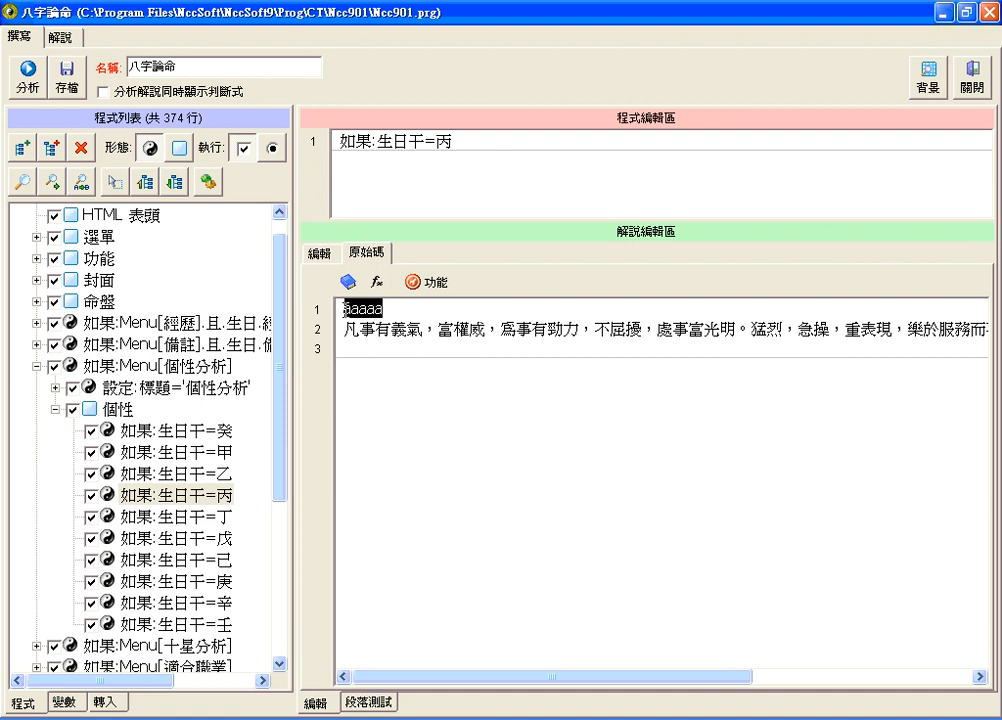 八字論命 (C:\Program Files\NccSoft\NccSoft9\Prog\CT\Ncc901\Ncc901.prg)
撰寫 解說
分析 存檔 名稱: 八字論命 背景 關閉
分析解說同時顯示判斷式
程式列表 (共 374 行)
形態: 執行:
HTML 表頭
選單
功能
封面
命盤
如果:Menu[經歷].且.生日.經
如果:Menu[備註].且.生日.備
如果:Menu[個性分析]
設定:標題='個性分析'
個性
如果:生日干=癸
如果:生日干=甲
如果:生日干=乙
如果:生日干=丙
如果:生日干=丁
如果:生日干=戊
如果:生日干=己
如果:生日干=庚
如果:生日干=辛
如果:生日干=壬
如果:Menu[十星分析]
如果:Menu[適合職業]
程式 變數 轉入
程式編輯區
1 如果:生日干=丙
解說編輯區
編輯 原始碼
fx 功能
1 aaaaa
2 凡事有義氣，富權威，為事有勁力，不屈擾，處事富光明。猛烈，急操，重表現，樂於服務而
3
編輯 段落測試